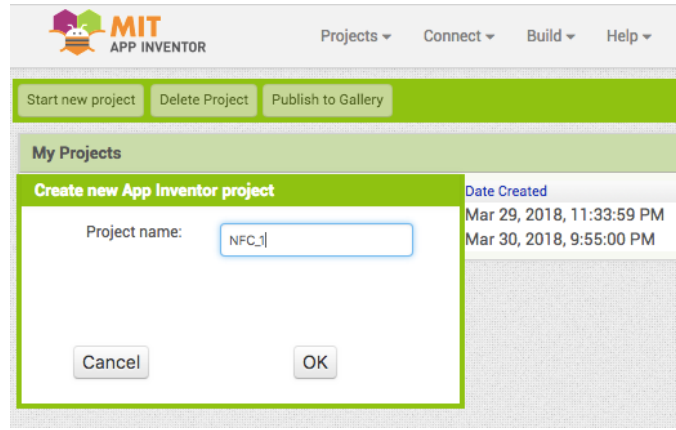 MIT
APP INVENTOR
Projects Connect Build Help
Start new project Delete Project Publish to Gallery
My Projects
Create new App Inventor project
Project name: NFC_1
Cancel OK
Date Created
Mar 29, 2018, 11:33:59 PM
Mar 30, 2018, 9:55:00 PM